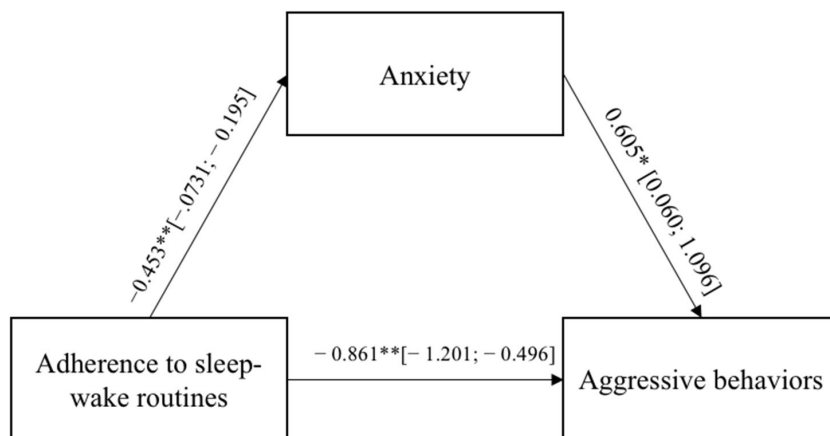 Anxiety
−0.453**[−.0731; − 0.195]
0.605* [0.060; 1.096]
Adherence to sleep-
wake routines
− 0.861**[− 1.201; − 0.496]
Aggressive behaviors